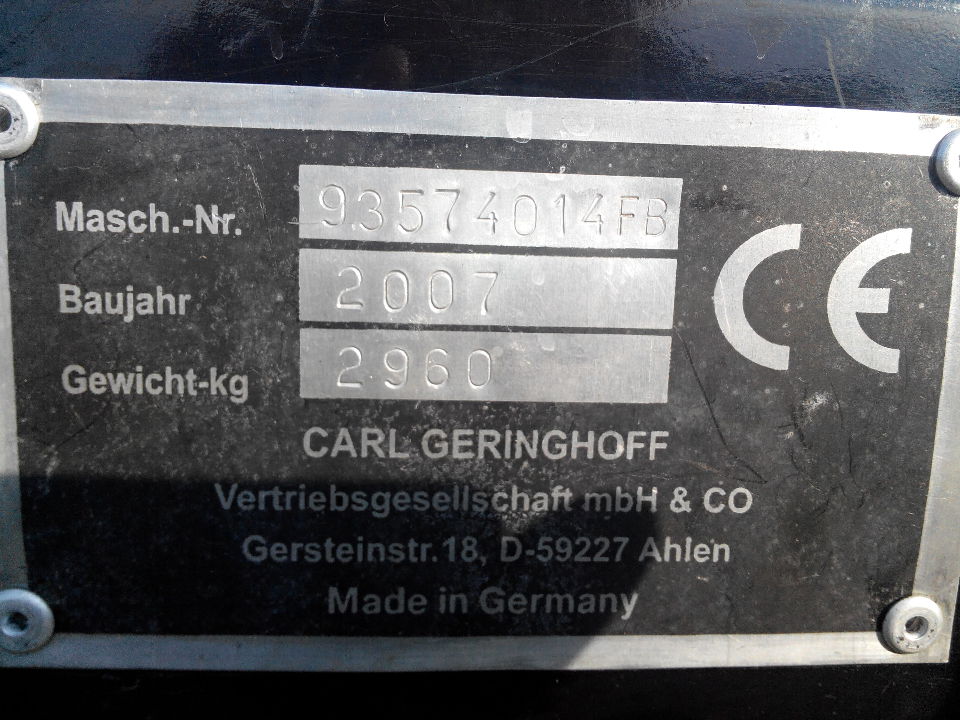 Masch.-Nr. 93574014FB
Baujahr 2007
Gewicht-kg 2960
CE
CARL GERINGHOFF
Vertriebsgesellschaft mbH & CO
Gersteinstr.18, D-59227 Ahlen
Made in Germany